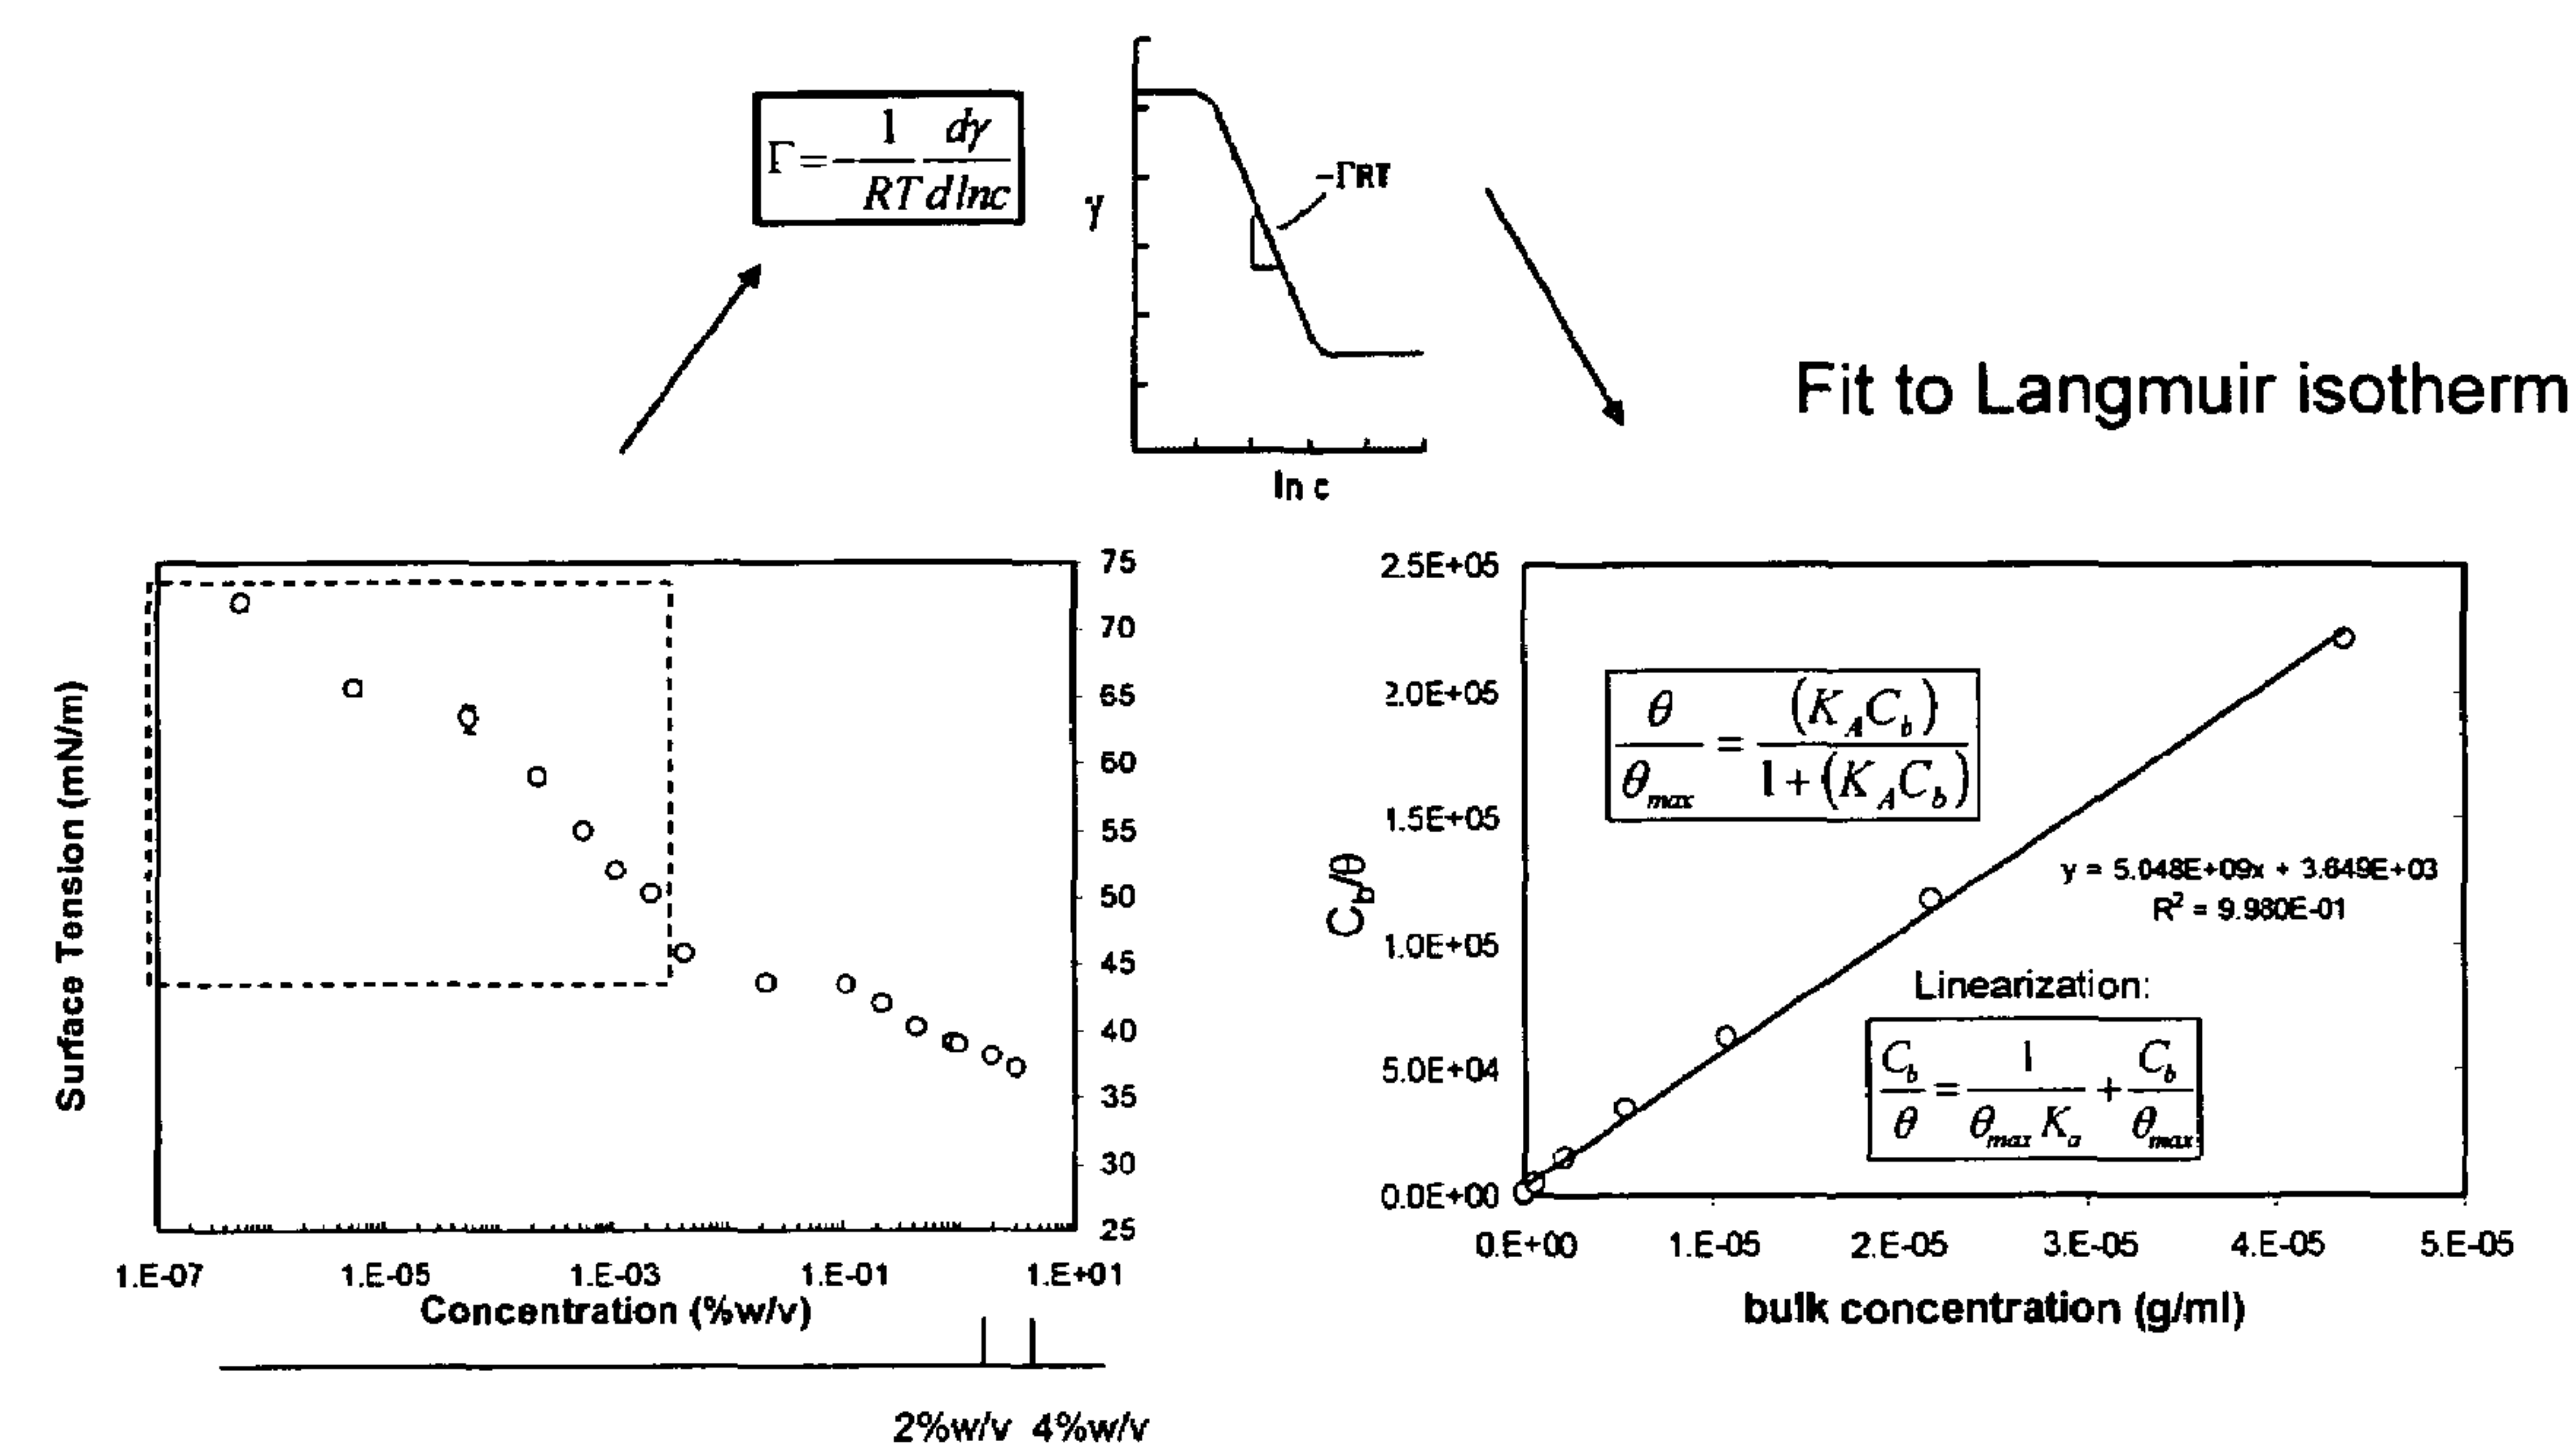 Γ = - 1/RT dγ/d lnc
γ
-ΓRT
ln c
Fit to Langmuir isotherm
75
70
65
60
55
50
45
40
35
30
25
Surface Tension (mN/m)
1.E-07 1.E-05 1.E-03 1.E-01 1.E+01
Concentration (%w/v)
2%w/v 4%w/v
2.5E+05
2.0E+05
1.5E+05
1.0E+05
5.0E+04
0.0E+00
C_b/θ
θ/θ_max = (K_A C_b)/1+(K_A C_b)
y = 5.048E+09x + 3.649E+03
R² = 9.980E-01
Linearization:
C_b/θ = 1/θ_max K_a + C_b/θ_max
0.E+00 1.E-05 2.E-05 3.E-05 4.E-05 5.E-05
bulk concentration (g/ml)